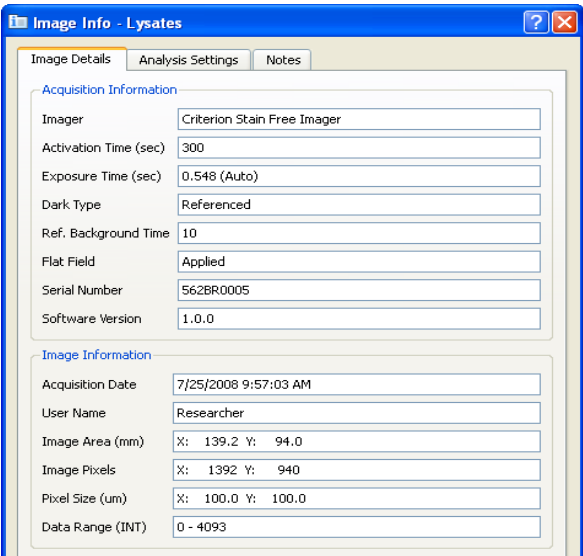 Image Info - Lysates
Image Details Analysis Settings Notes
Acquisition Information
Imager Criterion Stain Free Imager
Activation Time (sec) 300
Exposure Time (sec) 0.548 (Auto)
Dark Type Referenced
Ref. Background Time 10
Flat Field Applied
Serial Number 562BR0005
Software Version 1.0.0
Image Information
Acquisition Date 7/25/2008 9:57:03 AM
User Name Researcher
Image Area (mm) X: 139.2 Y: 94.0
Image Pixels X: 1392 Y: 940
Pixel Size (um) X: 100.0 Y: 100.0
Data Range (INT) 0 - 4093